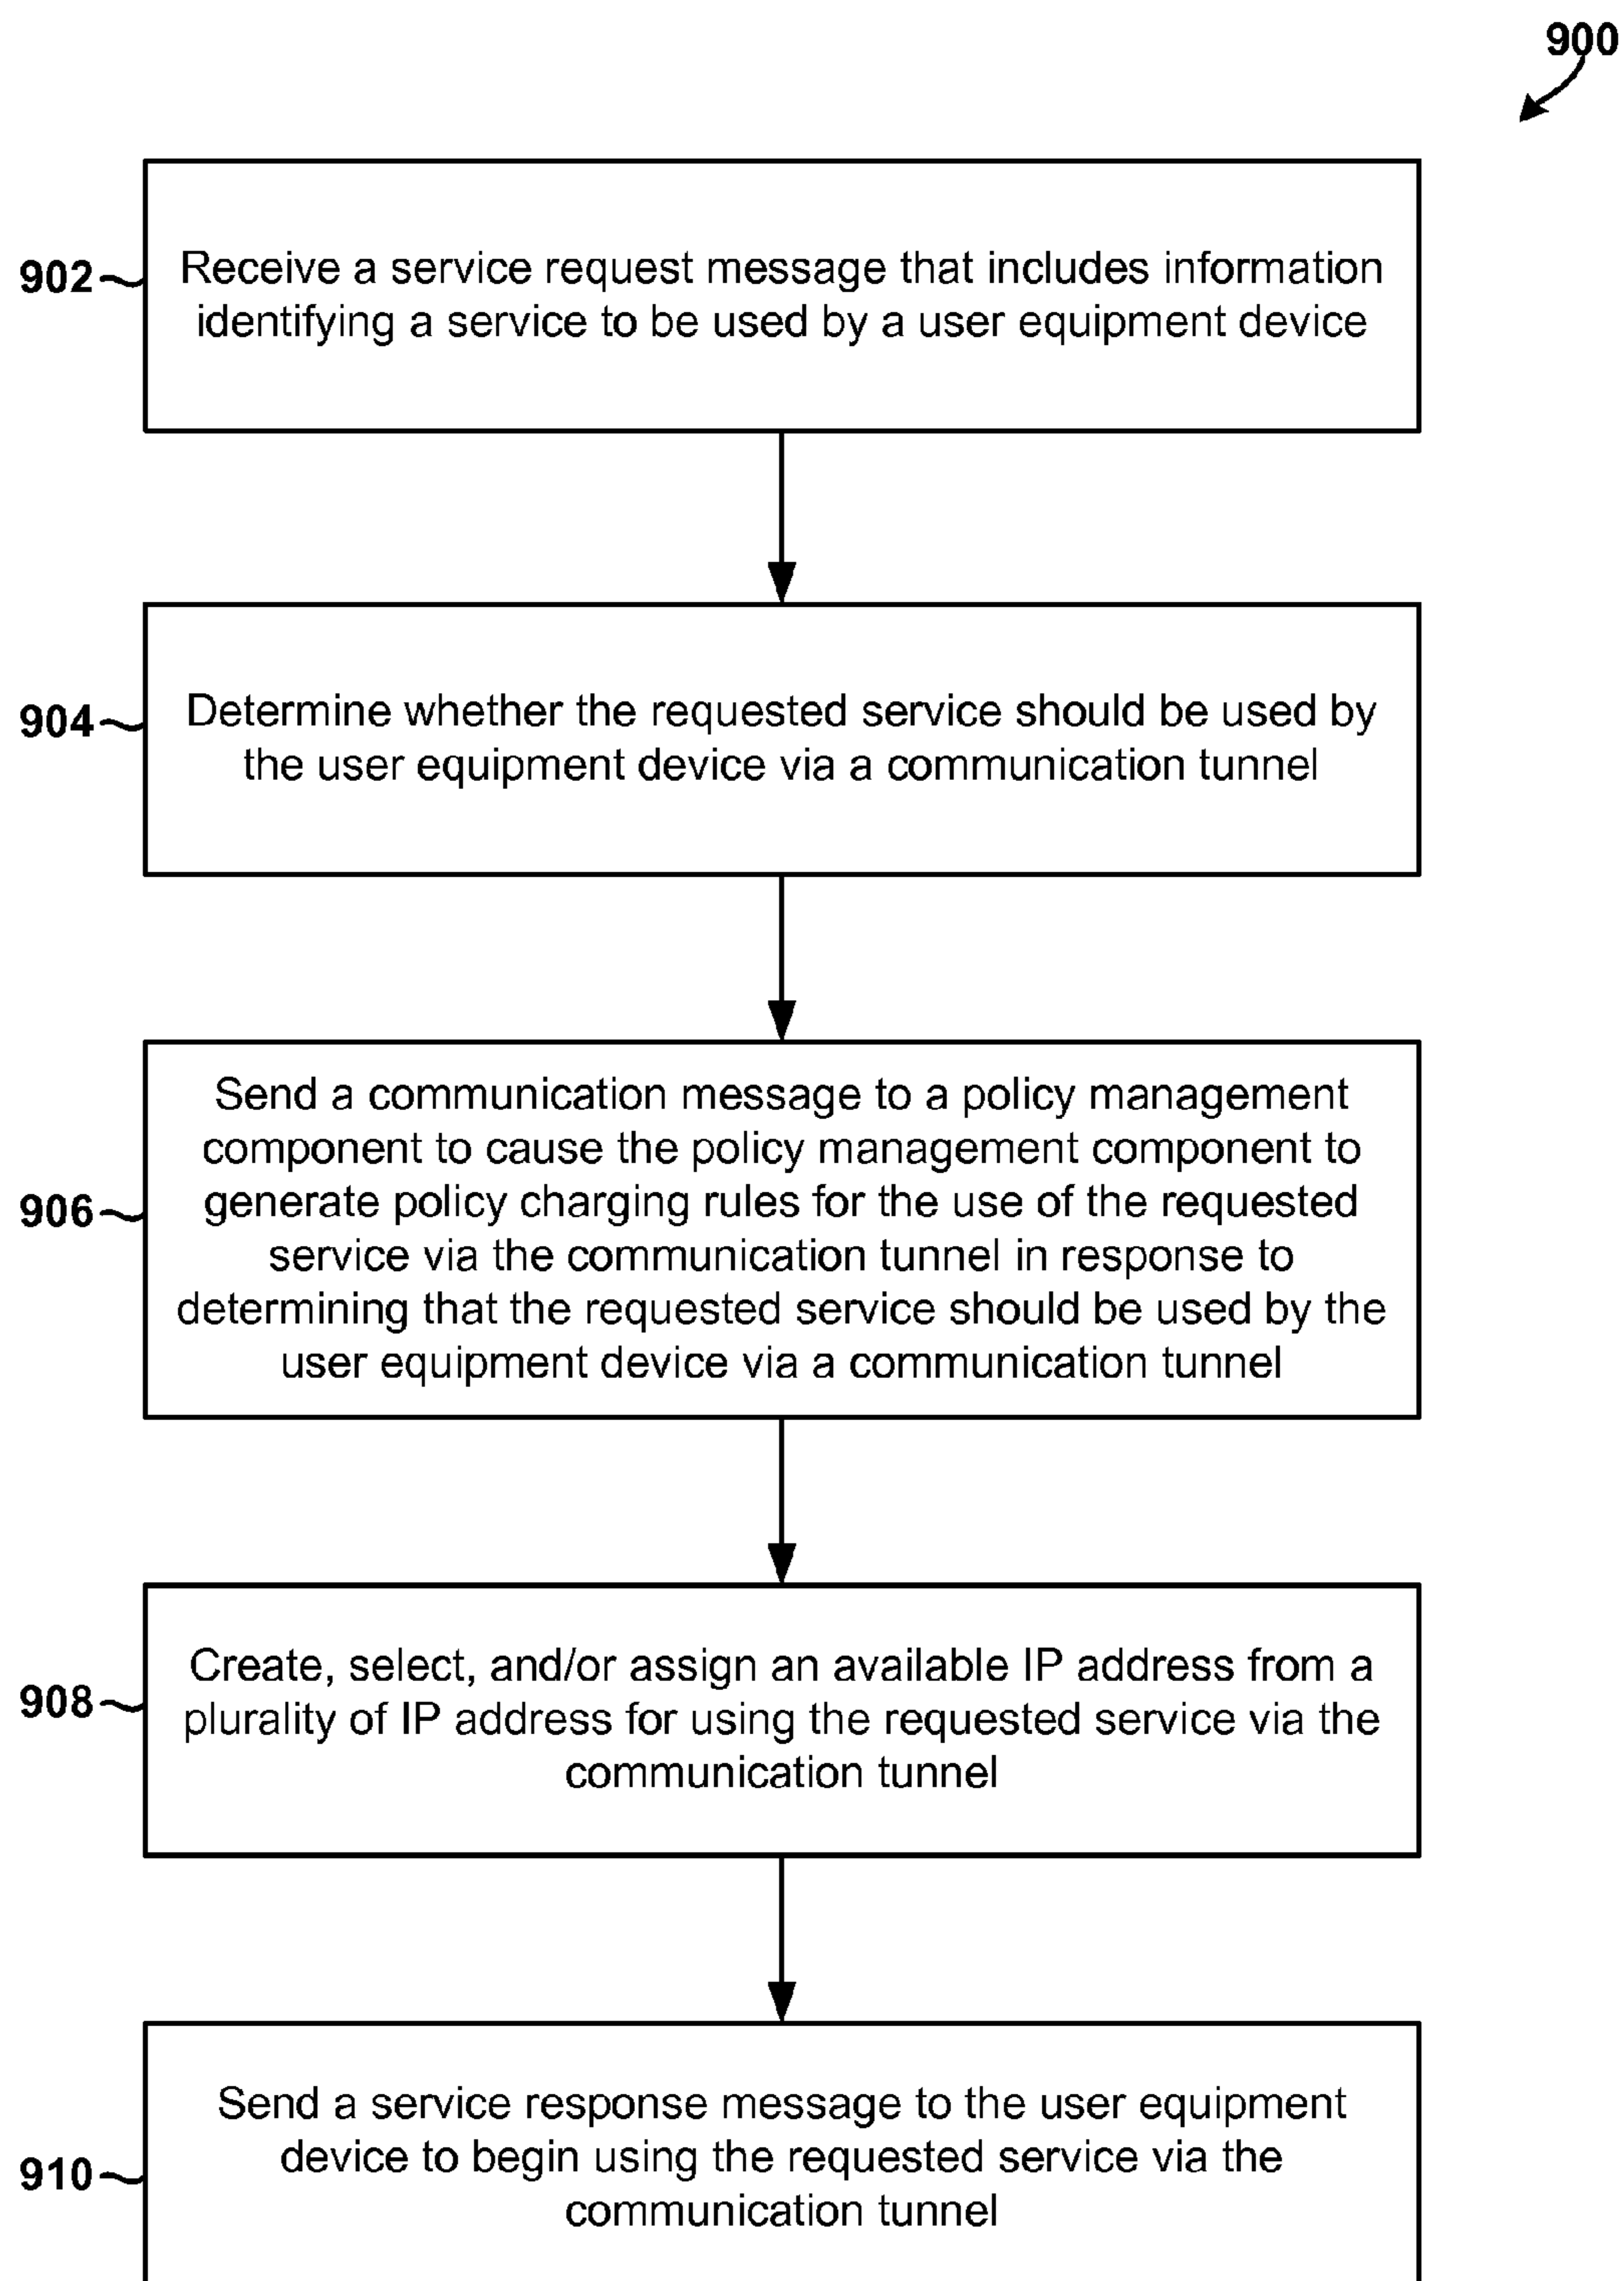 900
902
Receive a service request message that includes information
identifying a service to be used by a user equipment device
904
Determine whether the requested service should be used by
the user equipment device via a communication tunnel
906
Send a communication message to a policy management
component to cause the policy management component to
generate policy charging rules for the use of the requested
service via the communication tunnel in response to
determining that the requested service should be used by the
user equipment device via a communication tunnel
908
Create, select, and/or assign an available IP address from a
plurality of IP address for using the requested service via the
communication tunnel
910
Send a service response message to the user equipment
device to begin using the requested service via the
communication tunnel